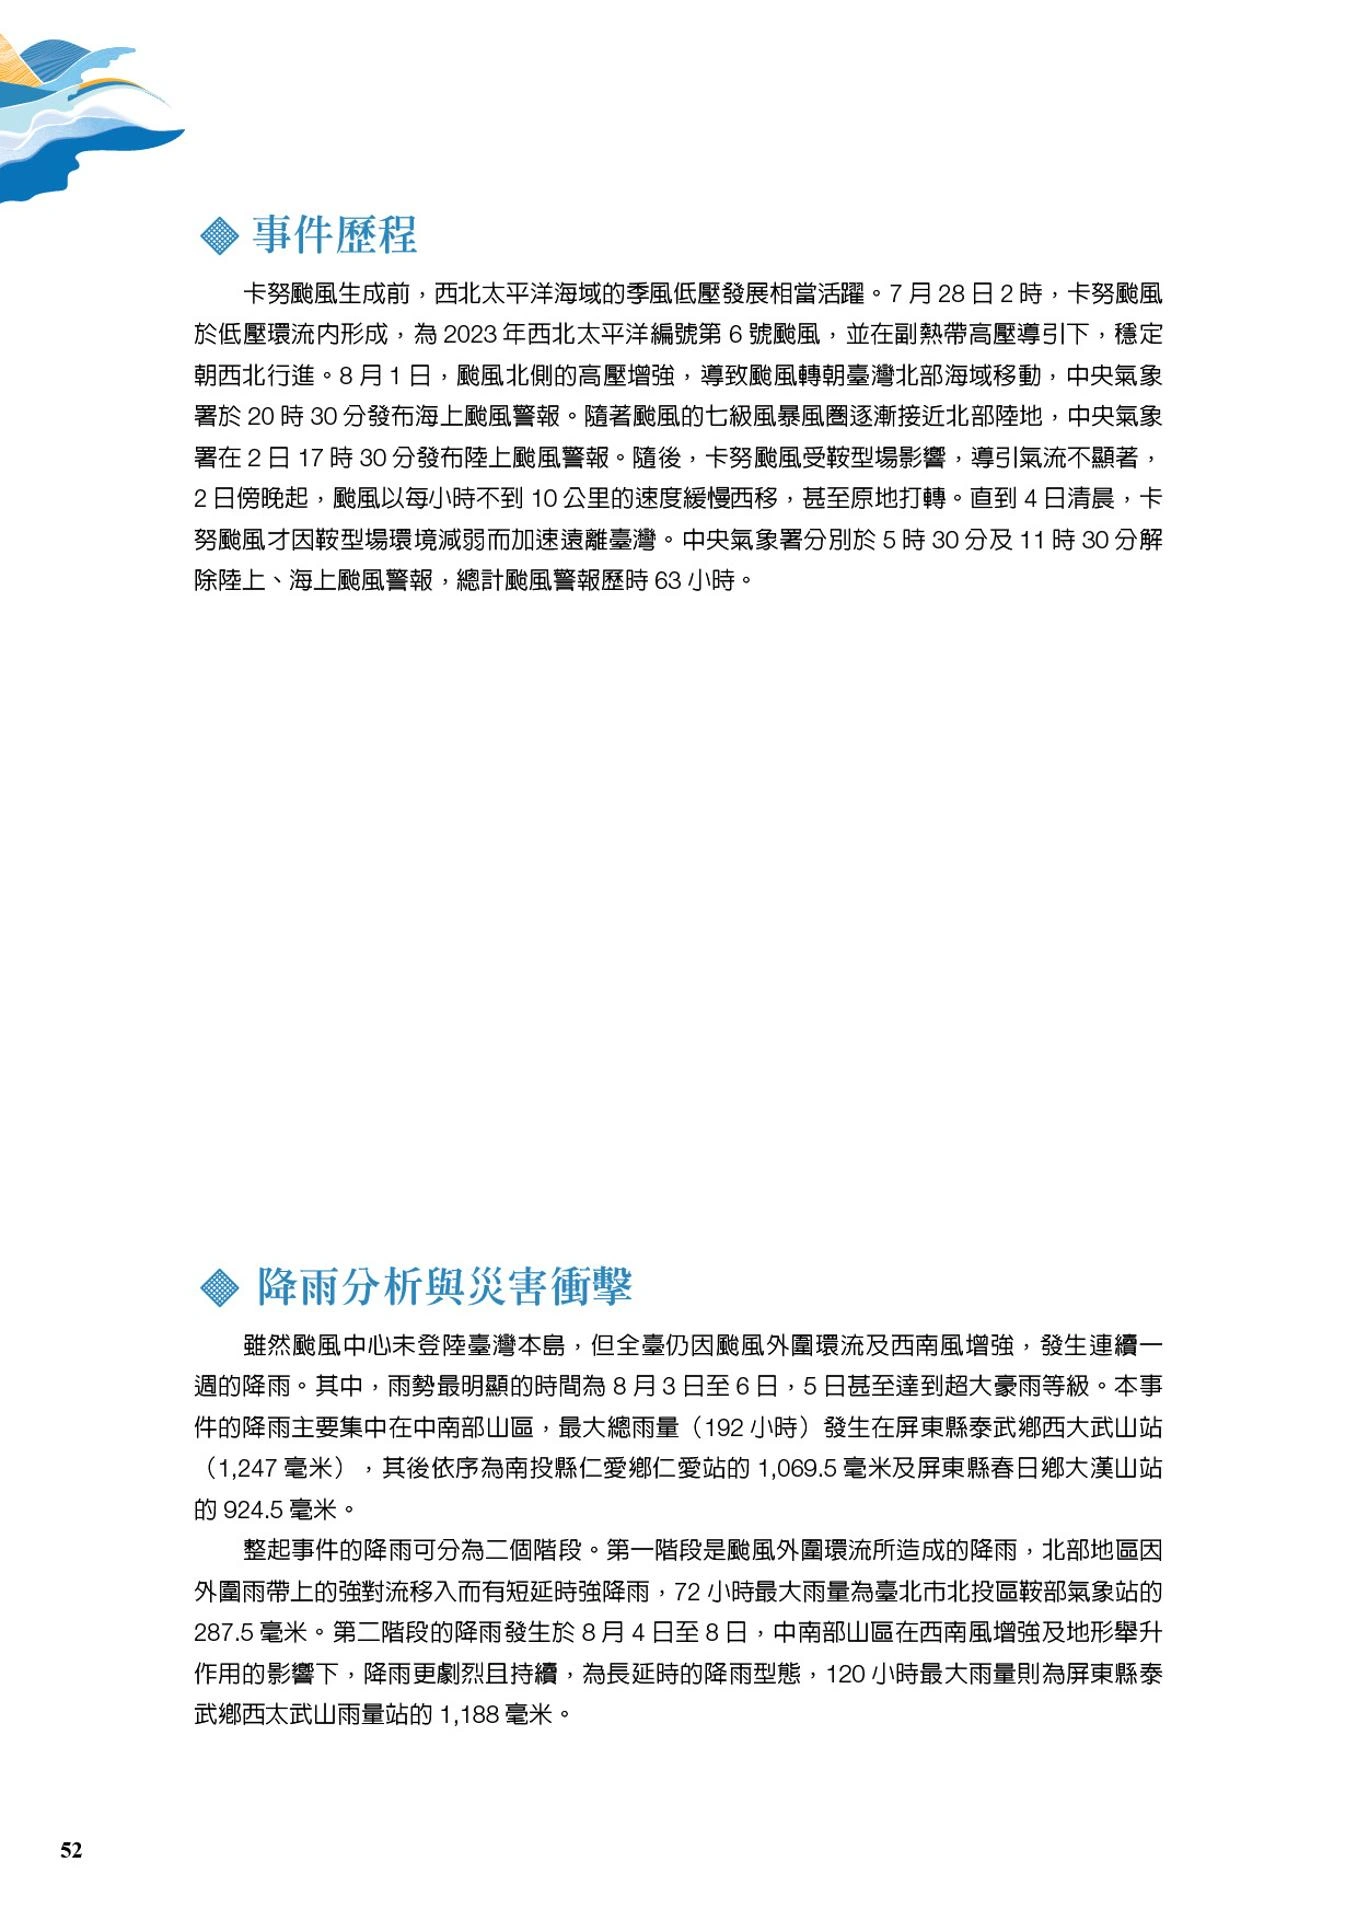 事件歷程
卡努颱風生成前，西北太平洋海域的季風低壓發展相當活躍。7 月 28 日 2 時，卡努颱風
於低壓環流內形成，為 2023 年西北太平洋編號第 6 號颱風，並在副熱帶高壓導引下，穩定
朝西北行進。8 月 1 日，颱風北側的高壓增強，導致颱風轉朝臺灣北部海域移動，中央氣象
署於 20 時 30 分發布海上颱風警報。隨著颱風的七級風暴風圈逐漸接近北部陸地，中央氣象
署在 2 日 17 時 30 分發布陸上颱風警報。隨後，卡努颱風受鞍型場影響，導引氣流不顯著，
2 日傍晚起，颱風以每小時不到 10 公里的速度緩慢西移，甚至原地打轉。直到 4 日清晨，卡
努颱風才因鞍型場環境減弱而加速遠離臺灣。中央氣象署分別於 5 時 30 分及 11 時 30 分解
除陸上、海上颱風警報，總計颱風警報歷時 63 小時。
降雨分析與災害衝擊
雖然颱風中心未登陸臺灣本島，但全臺仍因颱風外圍環流及西南風增強，發生連續一
週的降雨。其中，雨勢最明顯的時間為 8 月 3 日至 6 日，5 日甚至達到超大豪雨等級。本事
件的降雨主要集中在中南部山區，最大總雨量（192 小時）發生在屏東縣泰武鄉西大武山站
（1,247 毫米），其後依序為南投縣仁愛鄉仁愛站的 1,069.5 毫米及屏東縣春日鄉大漢山站
的 924.5 毫米。
整起事件的降雨可分為二個階段。第一階段是颱風外圍環流所造成的降雨，北部地區因
外圍雨帶上的強對流移入而有短延時強降雨，72 小時最大雨量為臺北市北投區鞍部氣象站的
287.5 毫米。第二階段的降雨發生於 8 月 4 日至 8 日，中南部山區在西南風增強及地形舉升
作用的影響下，降雨更劇烈且持續，為長延時的降雨型態，120 小時最大雨量則為屏東縣泰
武鄉西太武山雨量站的 1,188 毫米。
52